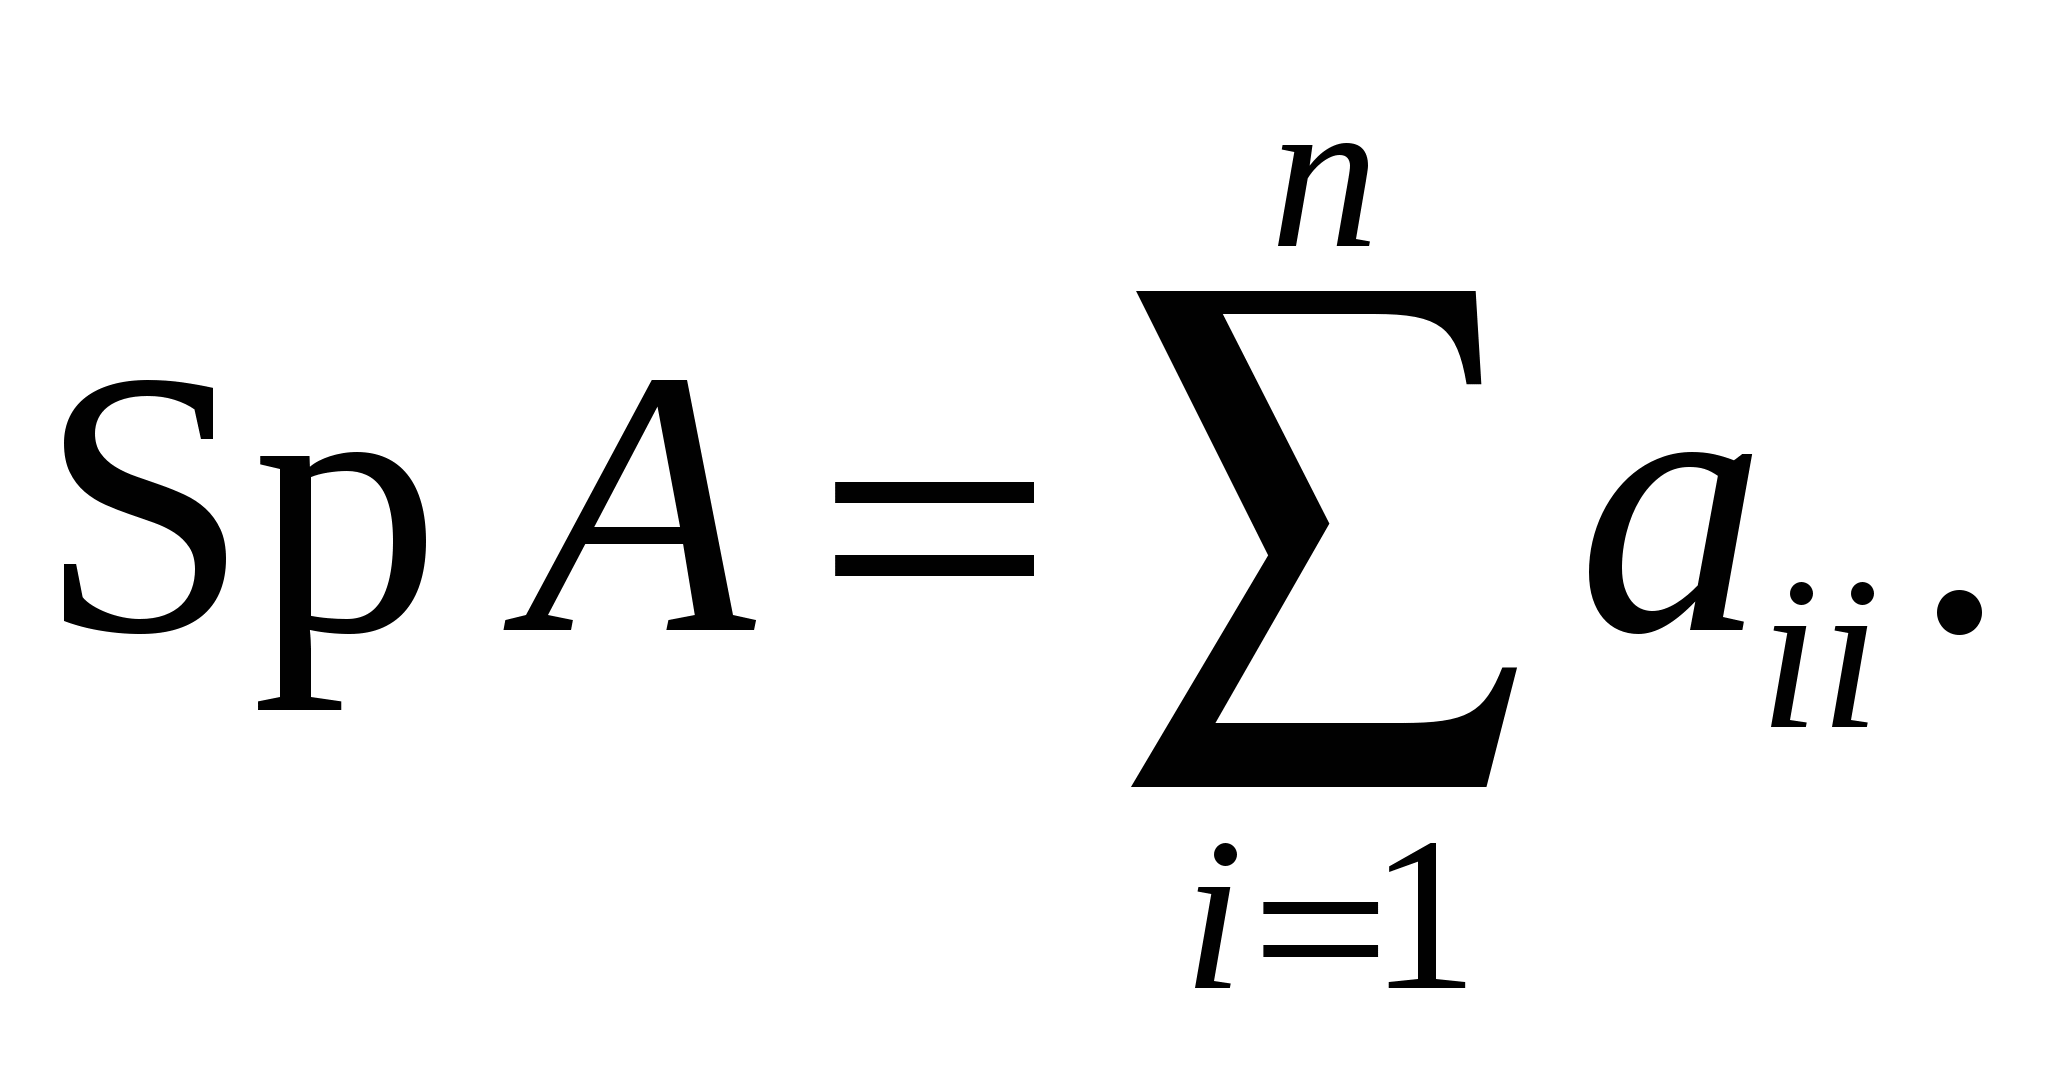 Sp A = ∑_{i=1}^{n} a_{ii}.